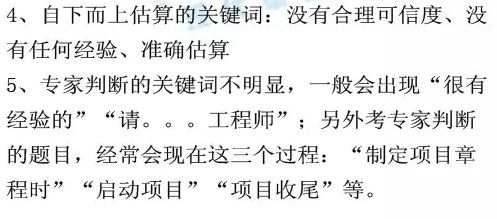 4、自下而上估算的关键词：没有合理可信度、没
有任何经验、准确估算
5、专家判断的关键词不明显，一般会出现“很有
经验的”“请。。。工程师”；另外考专家判断
的题目，经常会现在这三个过程：“制定项目章
程时”“启动项目”“项目收尾”等。